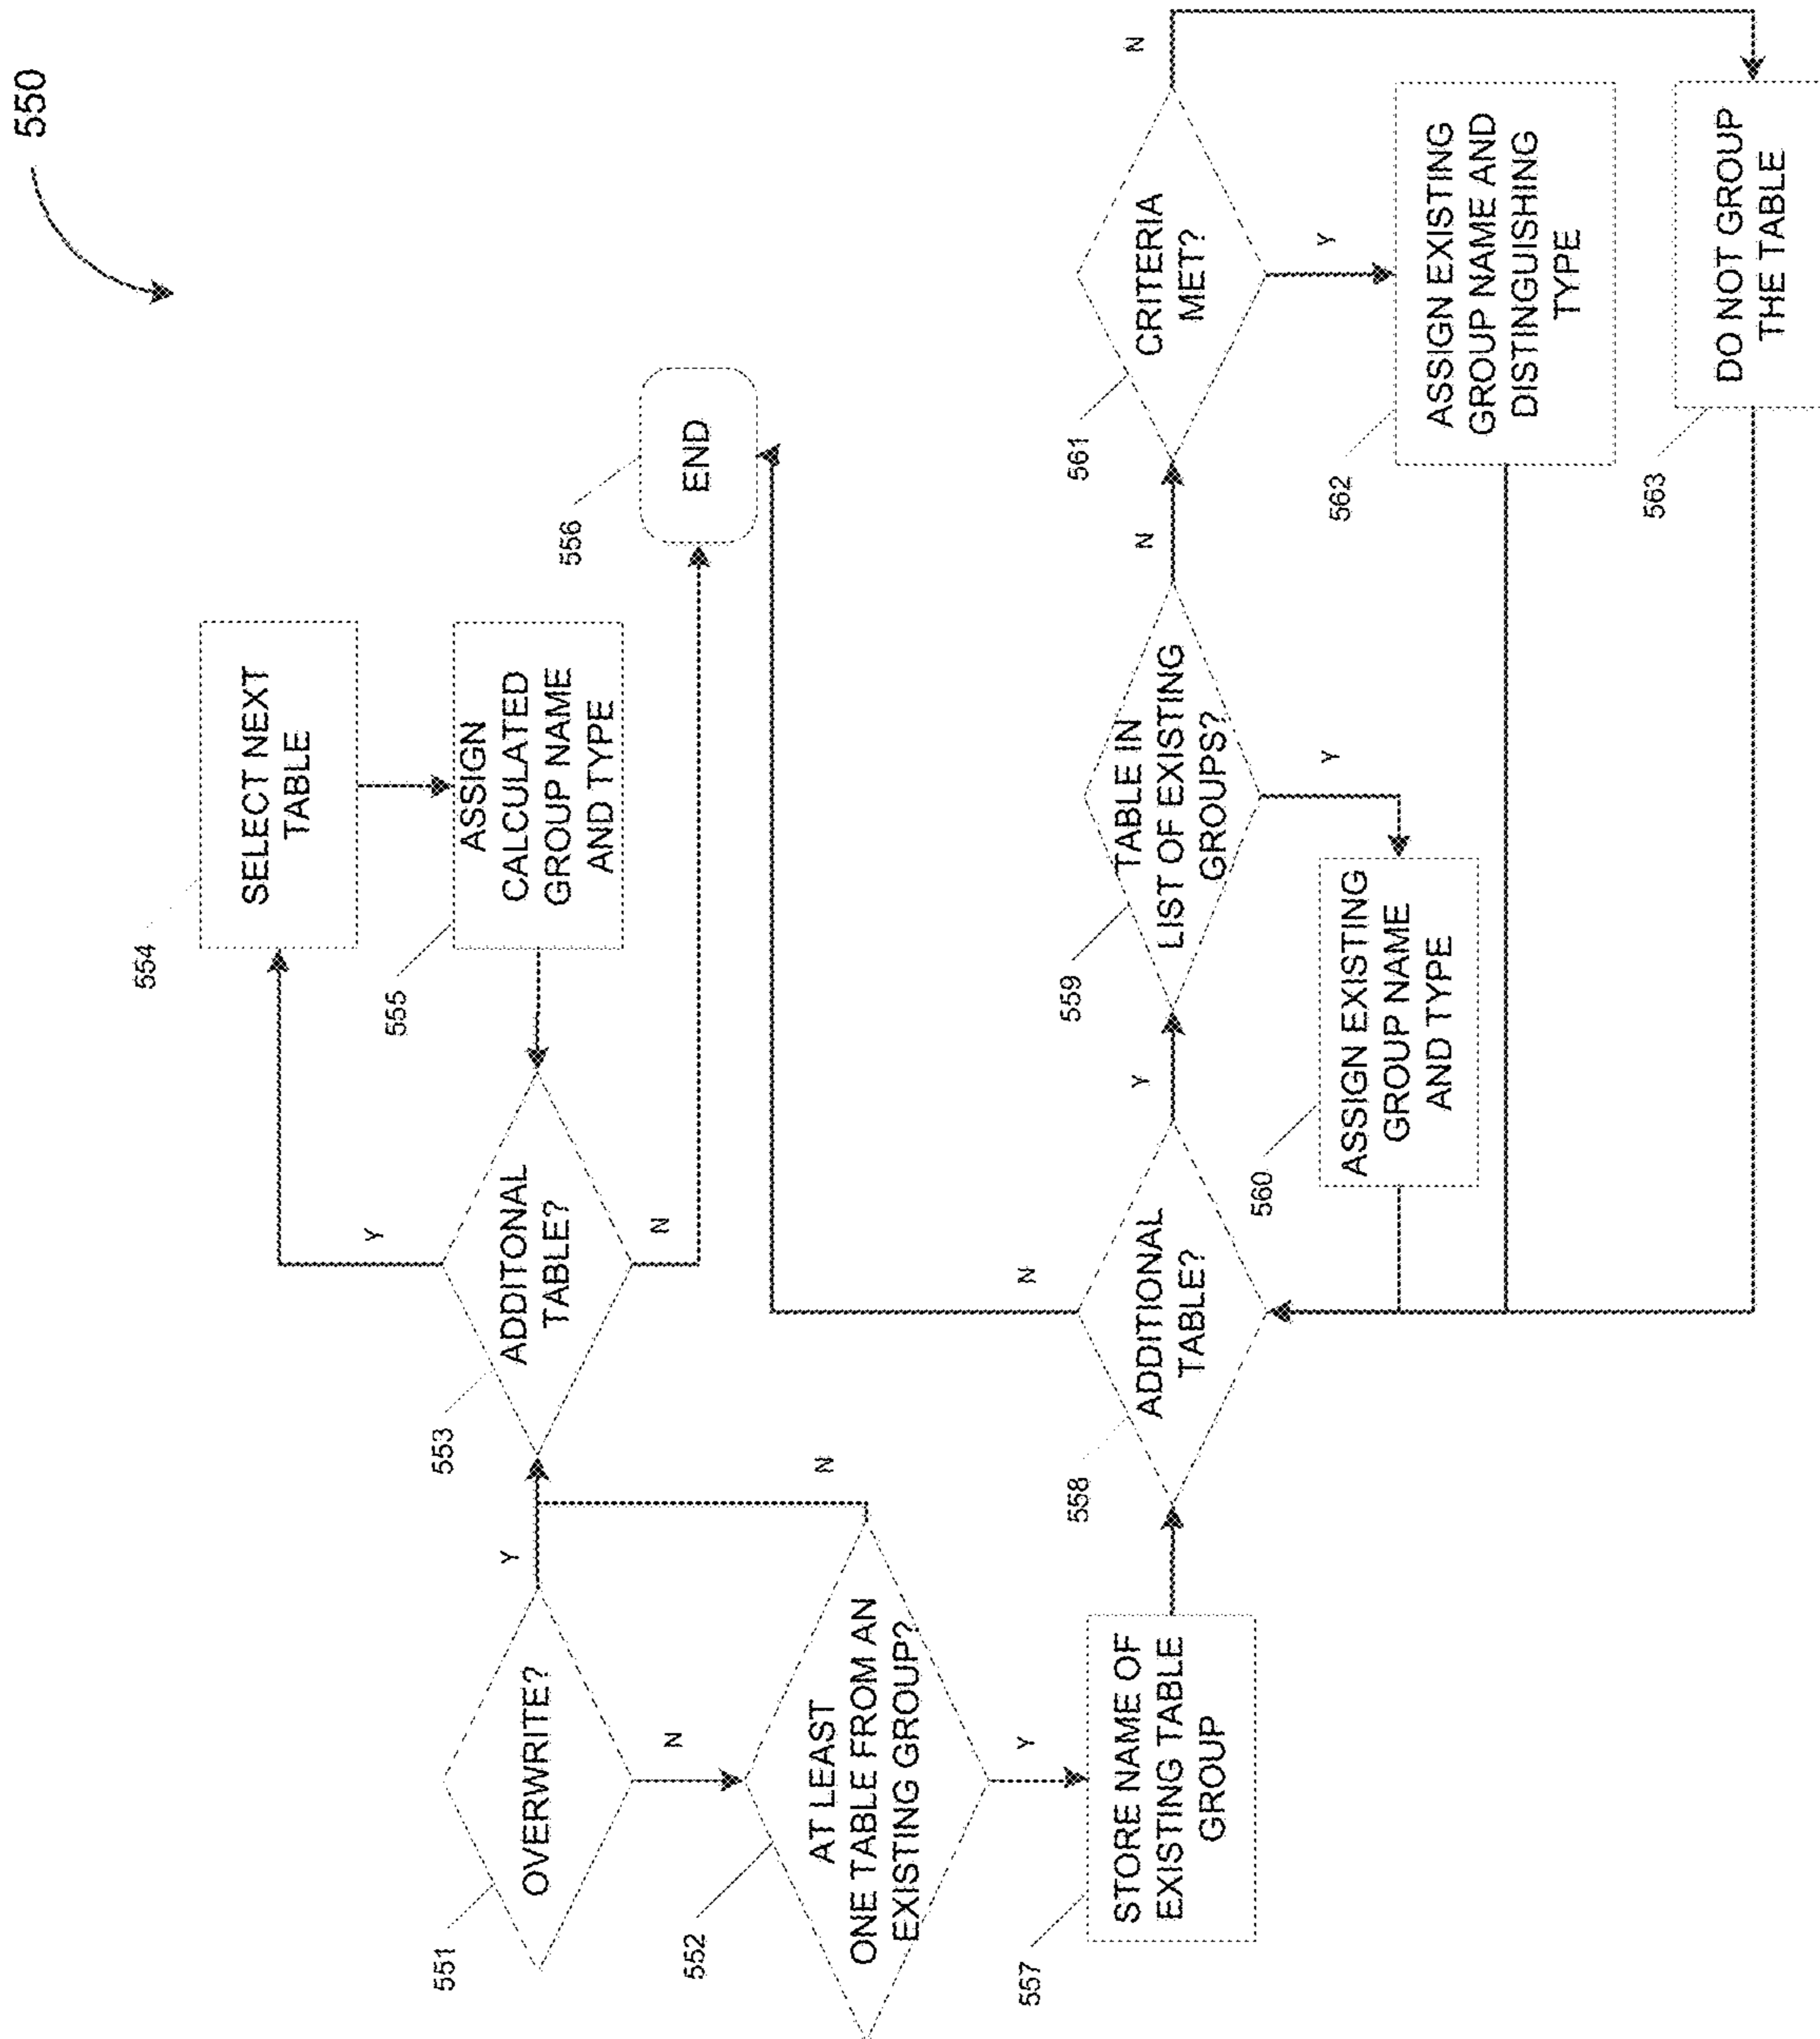 550
551
OVERWRITE?
Y
N
552
AT LEAST
ONE TABLE FROM AN
EXISTING GROUP?
N
Y
553
ADDITONAL
TABLE?
Y
N
554
SELECT NEXT
TABLE
555
ASSIGN
CALCULATED
GROUP NAME
AND TYPE
556
END
557
STORE NAME OF
EXISTING TABLE
GROUP
558
ADDITIONAL
TABLE?
N
Y
559
TABLE IN
LIST OF EXISTING
GROUPS?
N
Y
560
ASSIGN EXISTING
GROUP NAME
AND TYPE
561
CRITERIA
MET?
N
Y
562
ASSIGN EXISTING
GROUP NAME AND
DISTINGUISHING
TYPE
563
DO NOT GROUP
THE TABLE